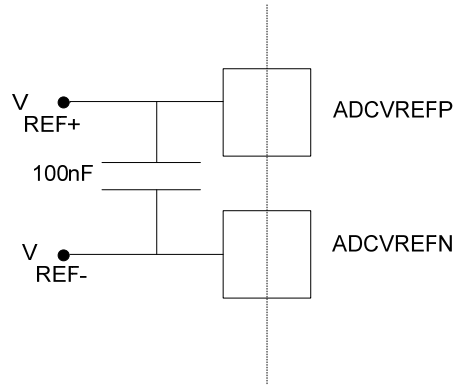 V
REF+
ADCVREFP
100nF
V
REF-
ADCVREFN